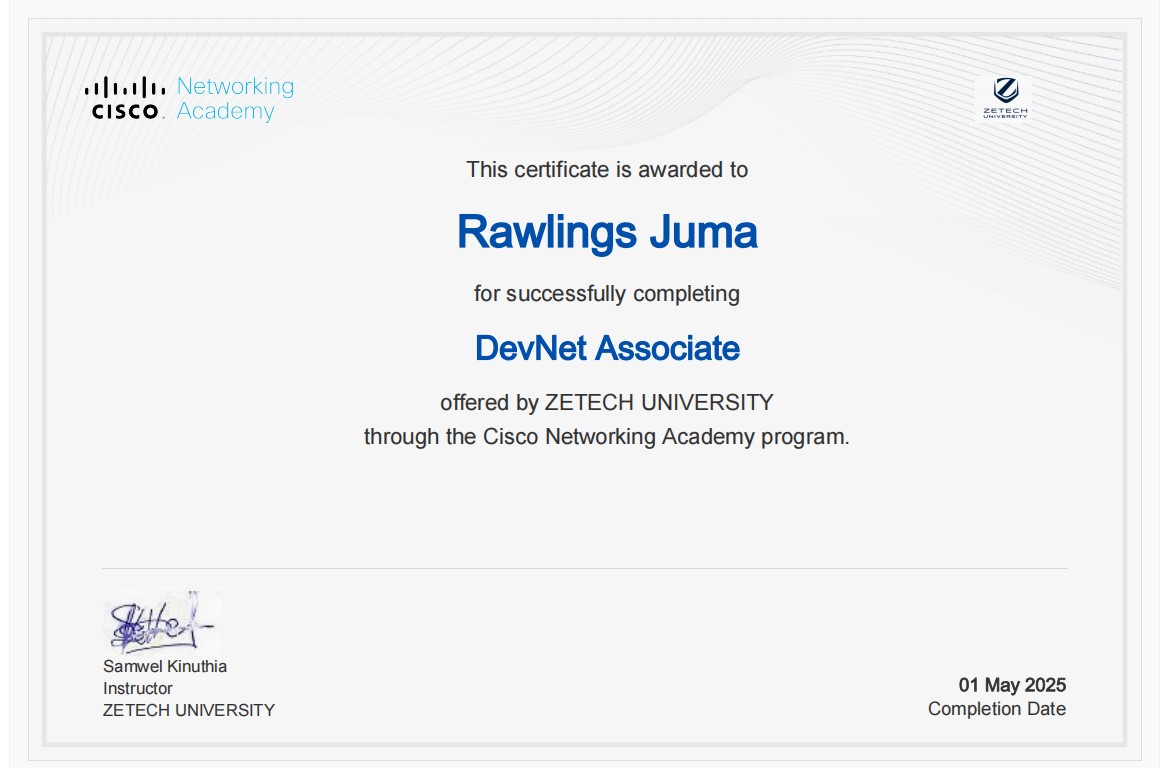 CISCO Networking
Academy
ZETECH
UNIVERSITY
This certificate is awarded to
Rawlings Juma
for successfully completing
DevNet Associate
offered by ZETECH UNIVERSITY
through the Cisco Networking Academy program.
Samwel Kinuthia
Instructor
ZETECH UNIVERSITY
01 May 2025
Completion Date